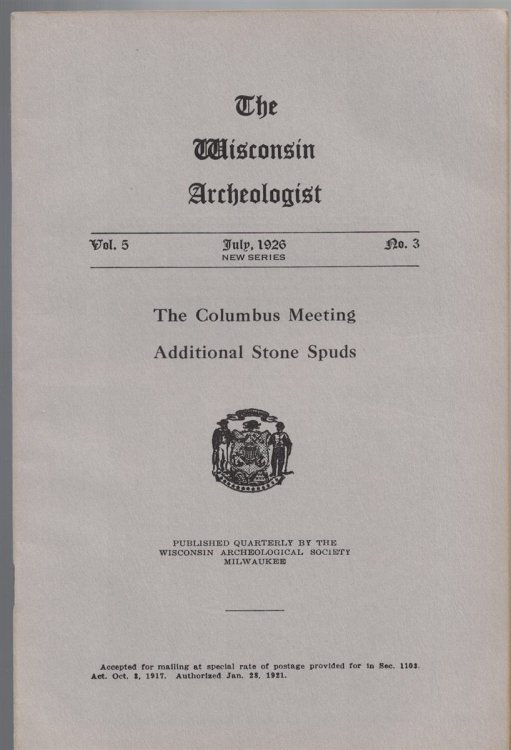 The
Wisconsin
Archeologist
Vol. 5 July, 1926 No. 3
NEW SERIES
The Columbus Meeting
Additional Stone Spuds
PUBLISHED QUARTERLY BY THE
WISCONSIN ARCHEOLOGICAL SOCIETY
MILWAUKEE
Accepted for mailing at special rate of postage provided for in Sec. 1103.
Act. Oct. 3, 1917. Authorized Jan. 28, 1921.